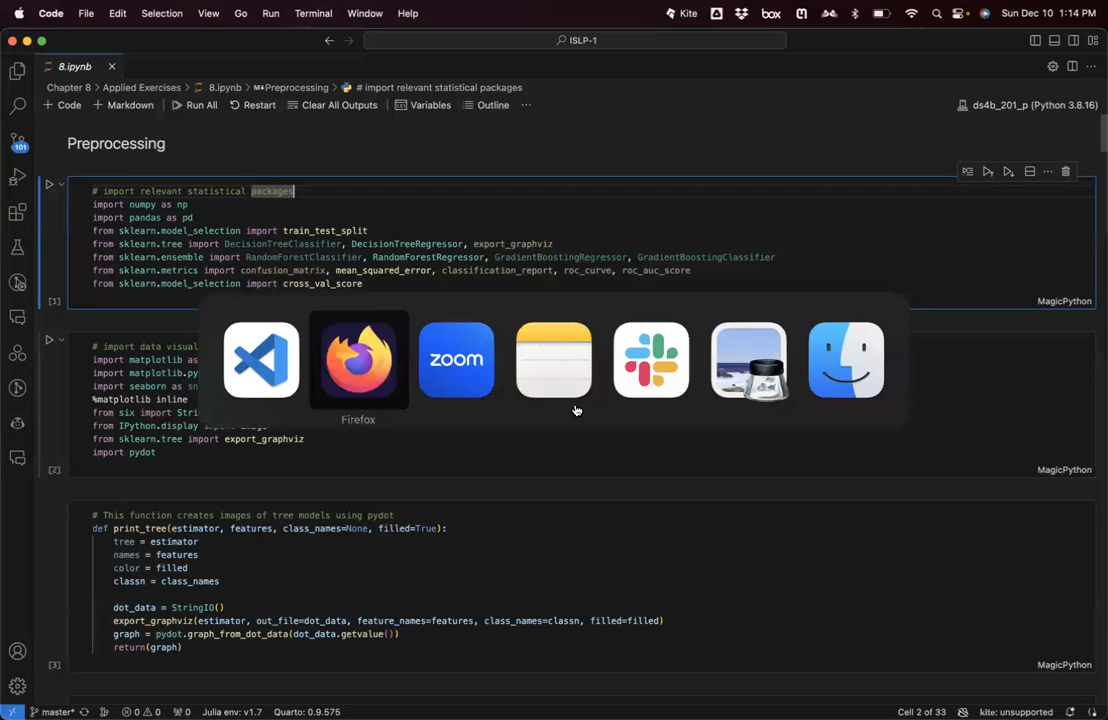 Code File Edit Selection View Go Run Terminal Window Help Kite box Sun Dec 10 1:14 PM
ISLP-1
8.ipynb
Chapter 8 > Applied Exercises > 8.ipynb > Preprocessing > # import relevant statistical packages
+ Code + Markdown Run All Restart Clear All Outputs Variables Outline ... ds4b_201_p (Python 3.8.16)
Preprocessing
# import relevant statistical packages
import numpy as np
import pandas as pd
from sklearn.model_selection import train_test_split
from sklearn.tree import DecisionTreeClassifier, DecisionTreeRegressor, export_graphviz
from sklearn.ensemble import RandomForestClassifier, RandomForestRegressor, GradientBoostingRegressor, GradientBoostingClassifier
from sklearn.metrics import confusion_matrix, mean_squared_error, classification_report, roc_curve, roc_auc_score
from sklearn.model_selection import cross_val_score
[1] MagicPython
# import data visual
import matplotlib as
import matplotlib.py
import seaborn as sn
%matplotlib inline
from six import Stri
from IPython.display
from sklearn.tree import export_graphviz
import pydot
[2] MagicPython
zoom
Firefox
# This function creates images of tree models using pydot
def print_tree(estimator, features, class_names=None, filled=True):
tree = estimator
names = features
color = filled
classn = class_names
dot_data = StringIO()
export_graphviz(estimator, out_file=dot_data, feature_names=features, class_names=classn, filled=filled)
graph = pydot.graph_from_dot_data(dot_data.getvalue())
return(graph)
[3] MagicPython
101
master* 0 0 0 Julia env: v1.7 Quarto: 0.9.575 Cell 2 of 33 kite: unsupported